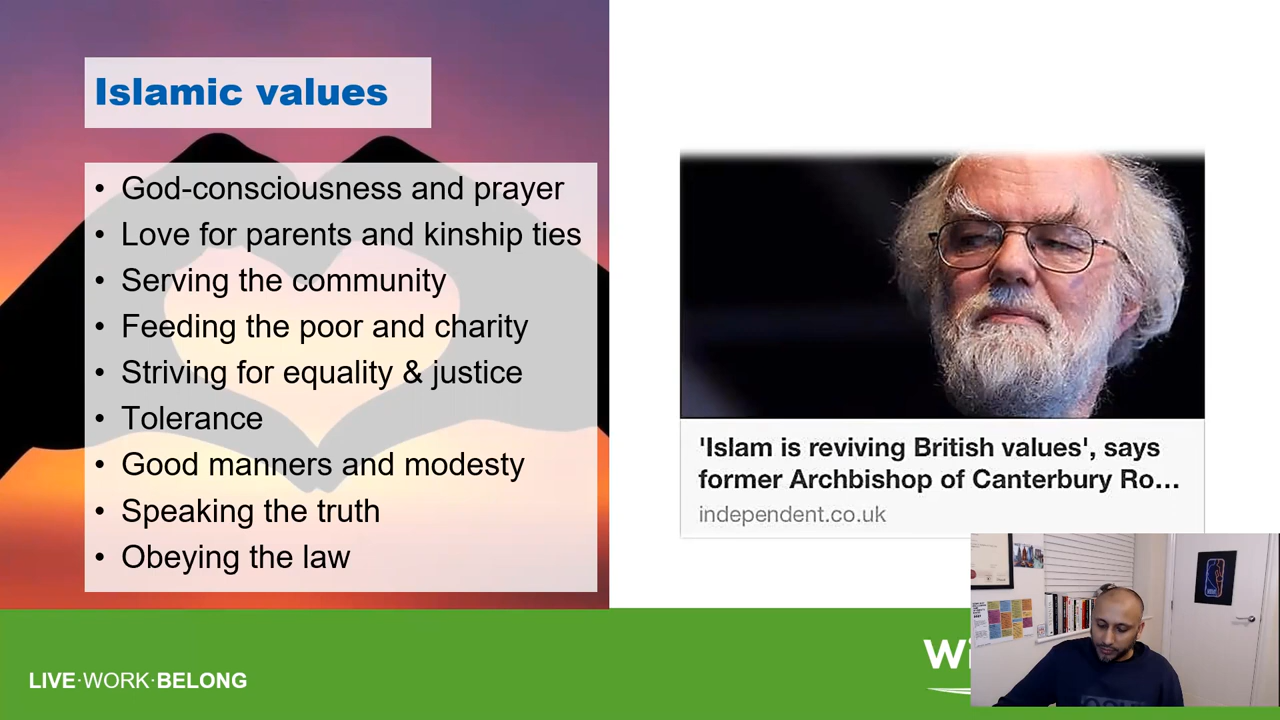 Islamic values
• God-consciousness and prayer
• Love for parents and kinship ties
• Serving the community
• Feeding the poor and charity
• Striving for equality & justice
• Tolerance
• Good manners and modesty
• Speaking the truth
• Obeying the law
'Islam is reviving British values', says
former Archbishop of Canterbury Ro...
independent.co.uk
LIVE·WORK·BELONG